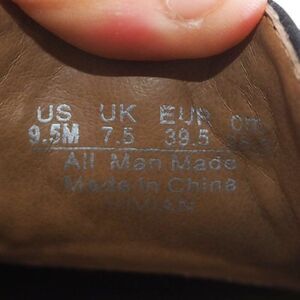 US UK EUR cm
9.5M 7.5 39.5
All Man Made
Made in China